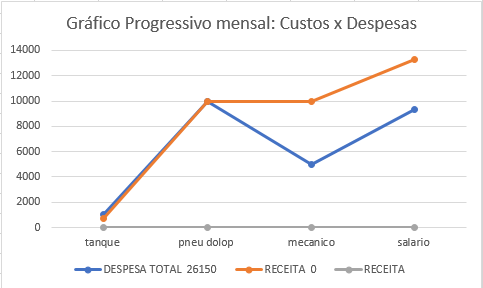 Gráfico Progressivo mensal: Custos x Despesas
14000
12000
10000
8000
6000
4000
2000
0
tanque pneu dolop mecanico salario
DESPESA TOTAL 26150 RECEITA 0 RECEITA